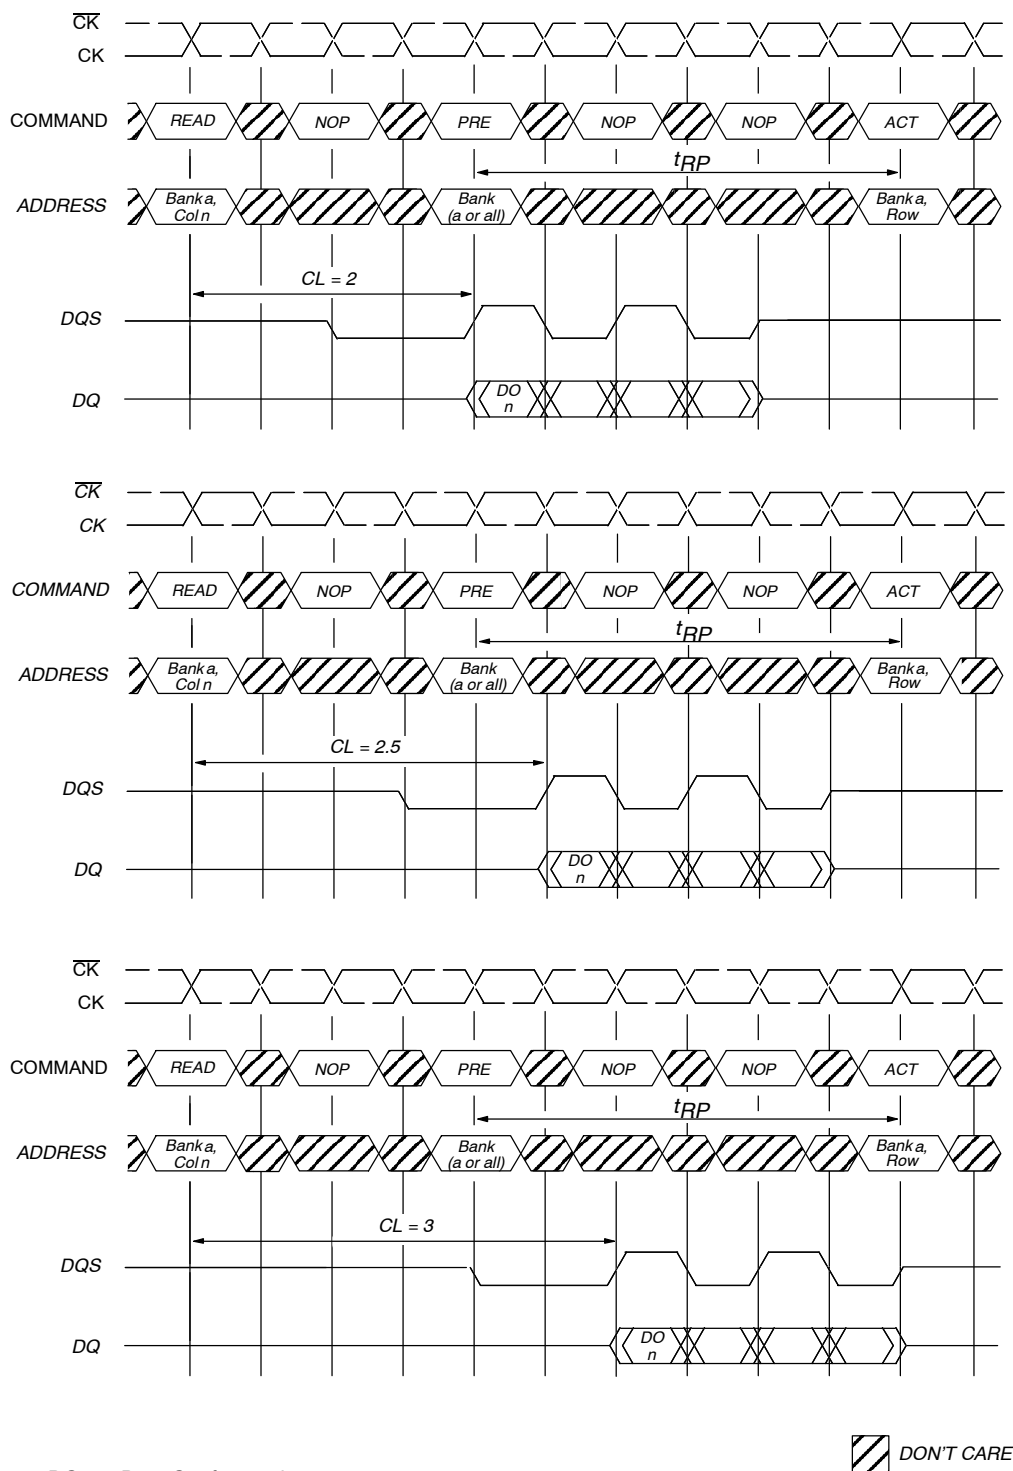 CK
CK
COMMAND READ NOP PRE NOP NOP ACT
tRP
ADDRESS Bank a, Col n Bank (a or all) Bank a, Row
CL = 2
DQS
DQ DO n
CK
CK
COMMAND READ NOP PRE NOP NOP ACT
tRP
ADDRESS Bank a, Col n Bank (a or all) Bank a, Row
CL = 2.5
DQS
DQ DO n
CK
CK
COMMAND READ NOP PRE NOP NOP ACT
tRP
ADDRESS Bank a, Col n Bank (a or all) Bank a, Row
CL = 3
DQS
DQ DO n
DON'T CARE